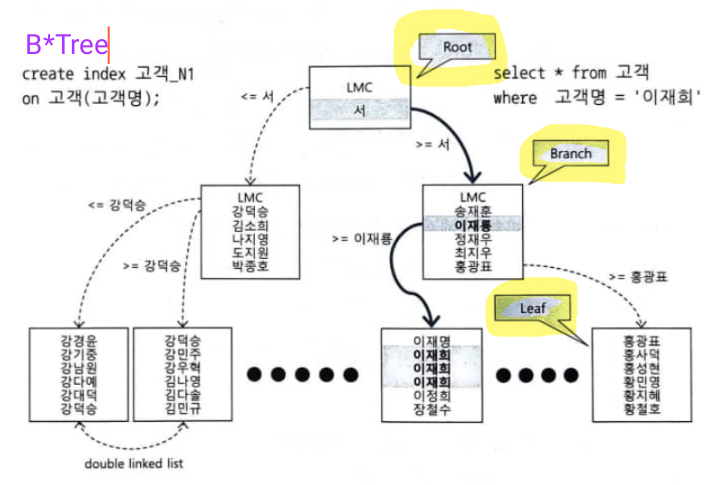 B*Tree
create index 고객_N1
on 고객(고객명);
Root
select * from 고객
where 고객명 = '이재희'
LMC
서
<= 서
>= 서
Branch
LMC
강덕승
김소희
나지영
도지원
박종호
<= 강덕승
>= 강덕승
LMC
송재훈
이재룡
정재우
최지우
홍광표
>= 이재룡
>= 홍광표
Leaf
강경윤
강기중
강남원
강다예
강대덕
강덕승
강덕승
강민주
강우혁
김나영
김다솔
김민규
이재명
이재희
이재희
이재희
이정희
장철수
홍광표
홍사덕
홍성현
황민영
황지혜
황철호
double linked list